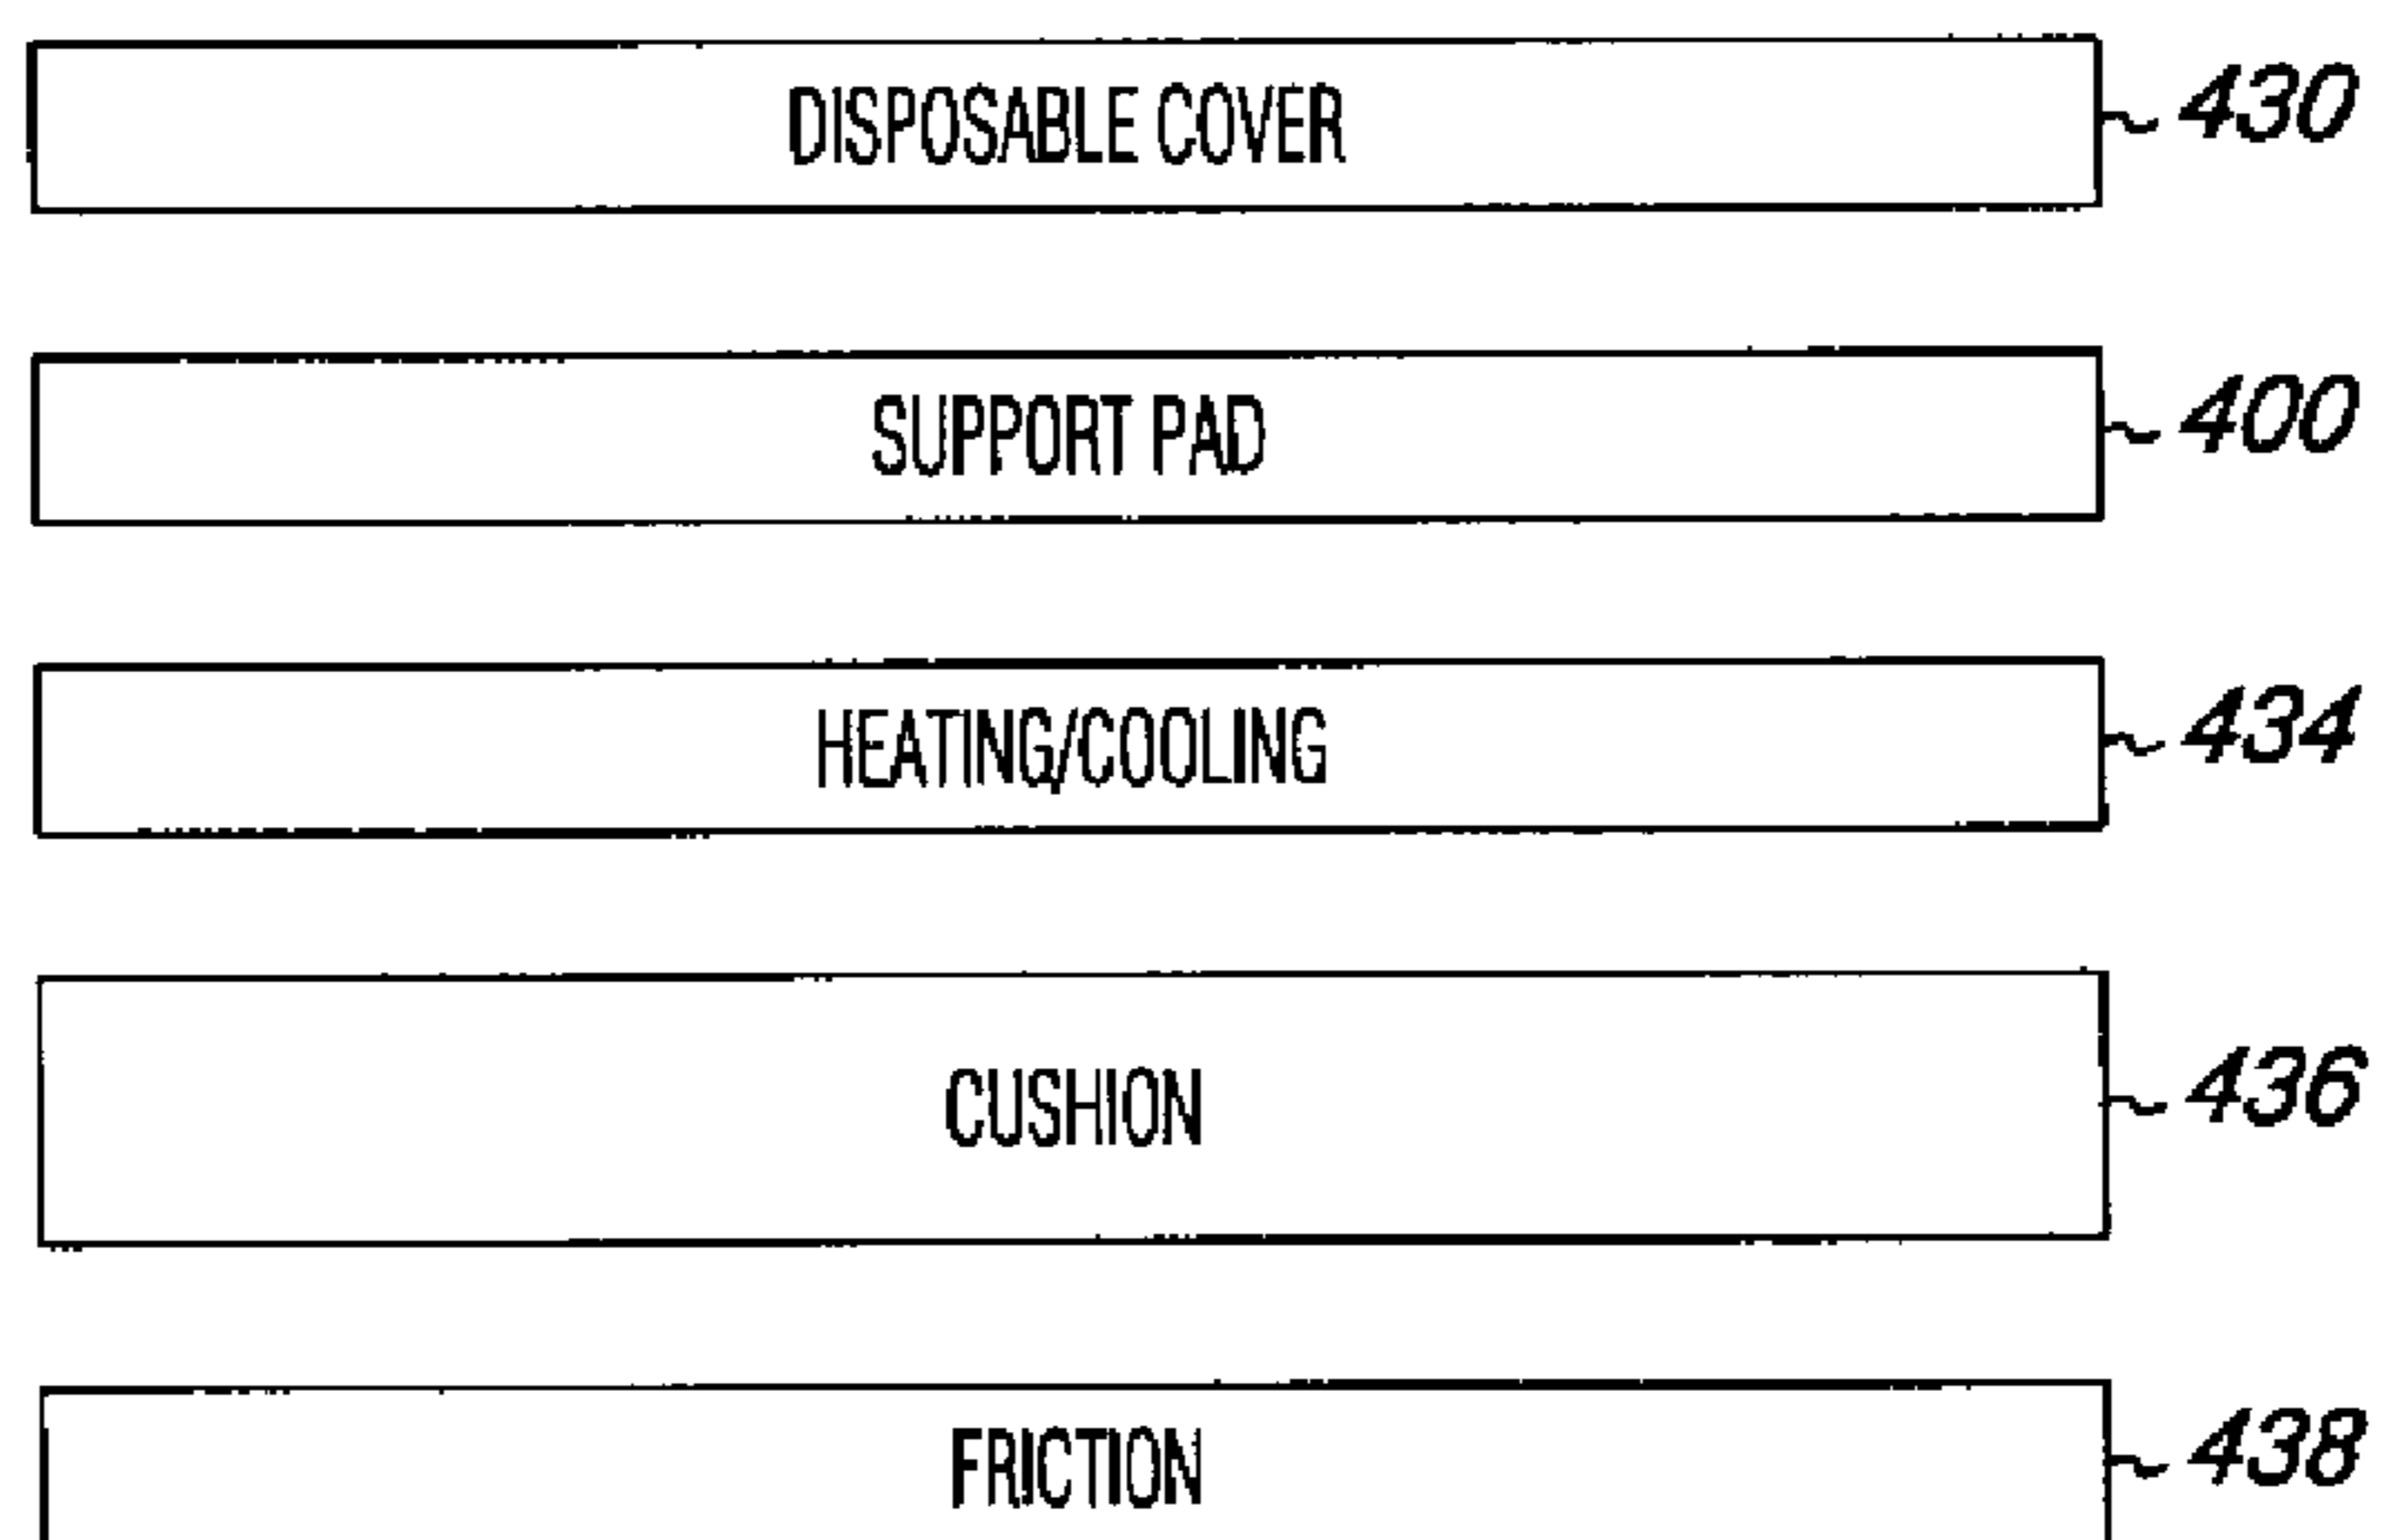 DISPOSABLE COVER 430
SUPPORT PAD 400
HEATING/COOLING 434
CUSHION 436
FRICTION 438